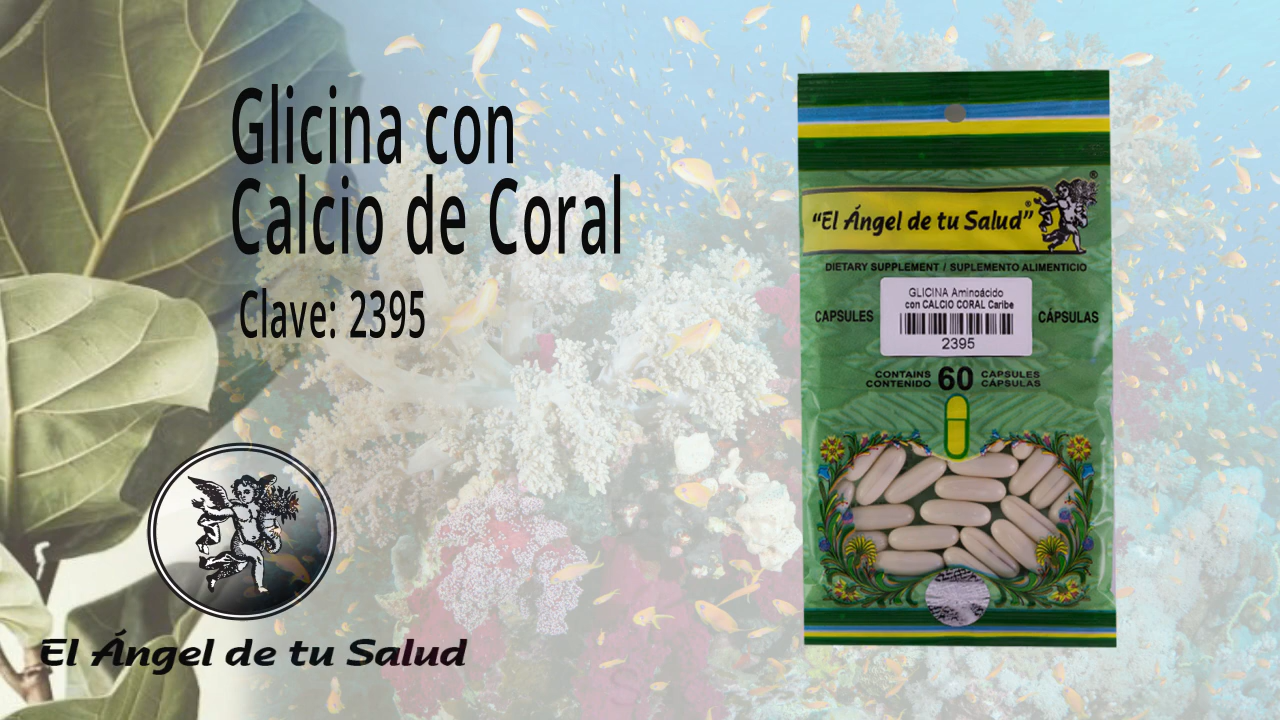 Glicina con
Calcio de Coral
Clave: 2395
El Ángel de tu Salud
®
"El Ángel de tu Salud"®
DIETARY SUPPLEMENT / SUPLEMENTO ALIMENTICIO
GLICINA Aminoácido
con CALCIO CORAL Caribe
CAPSULES
CÁPSULAS
2395
CONTAINS 60 CAPSULES
CONTENIDO CÁPSULAS